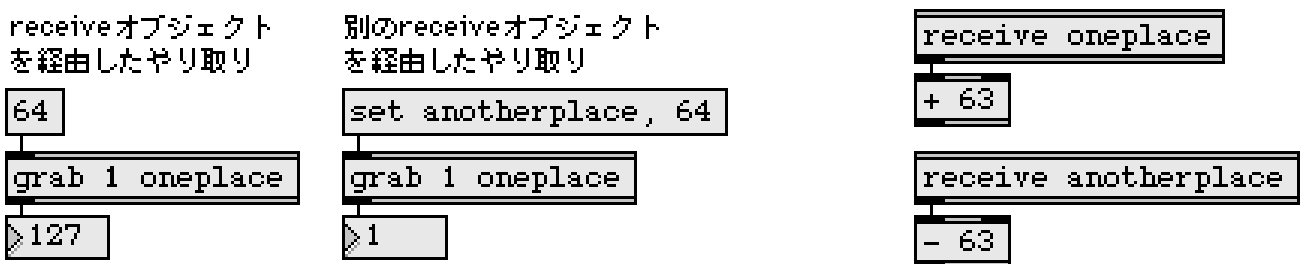 receiveオブジェクト
を経由したやり取り
64
grab 1 oneplace
127
別のreceiveオブジェクト
を経由したやり取り
set anotherplace, 64
grab 1 oneplace
1
receive oneplace
+ 63
receive anotherplace
- 63